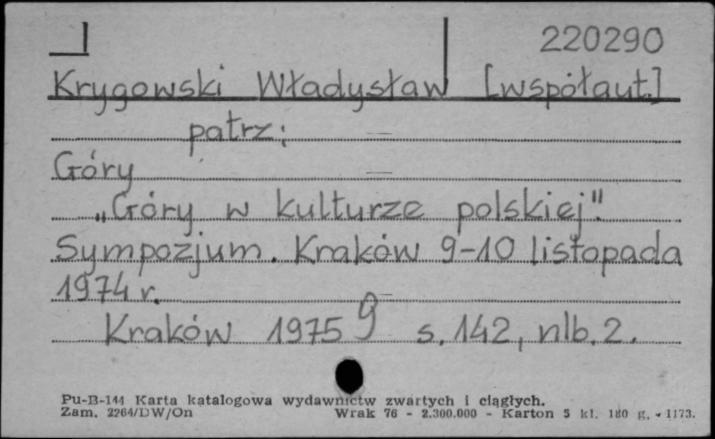 220290
Krygowski Władysław [współaut.]
patrz:
Góry
"Góry w kulturze polskiej".
Sympozjum. Kraków 9-10 listopada
1974 r.
Kraków 1975 9 s. 142, nlb. 2.
Pu-B-144 Karta katalogowa wydawnictw zwartych i ciągłych.
Zam. 2264/DW/On Wrak 76 - 2.300.000 - Karton 5 kl. 180 g. - 1173.